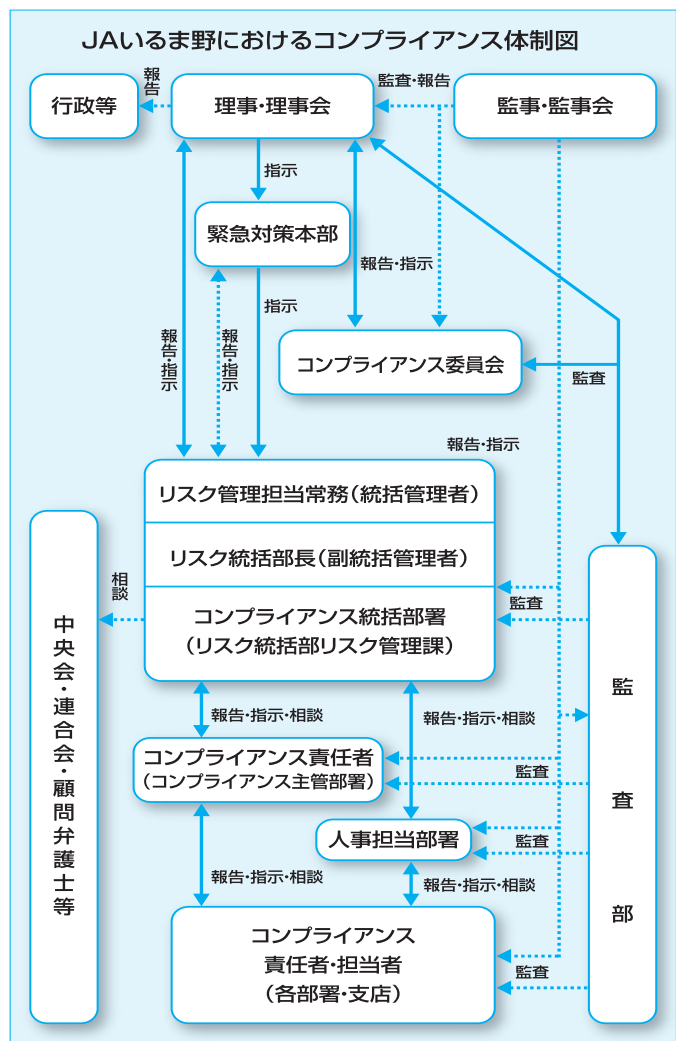 JAいるま野におけるコンプライアンス体制図
行政等
報告
理事・理事会
監査・報告
監事・監事会
指示
緊急対策本部
報告・指示
指示
報告・指示
報告・指示
コンプライアンス委員会
監査
報告・指示
リスク管理担当常務(統括管理者)
リスク統括部長(副統括管理者)
コンプライアンス統括部署
(リスク統括部リスク管理課)
相談
中央会・連合会・顧問弁護士等
監査
監査部
報告・指示・相談
報告・指示・相談
コンプライアンス責任者
(コンプライアンス主管部署)
監査
人事担当部署
監査
報告・指示・相談
報告・指示・相談
コンプライアンス
責任者・担当者
(各部署・支店)
監査